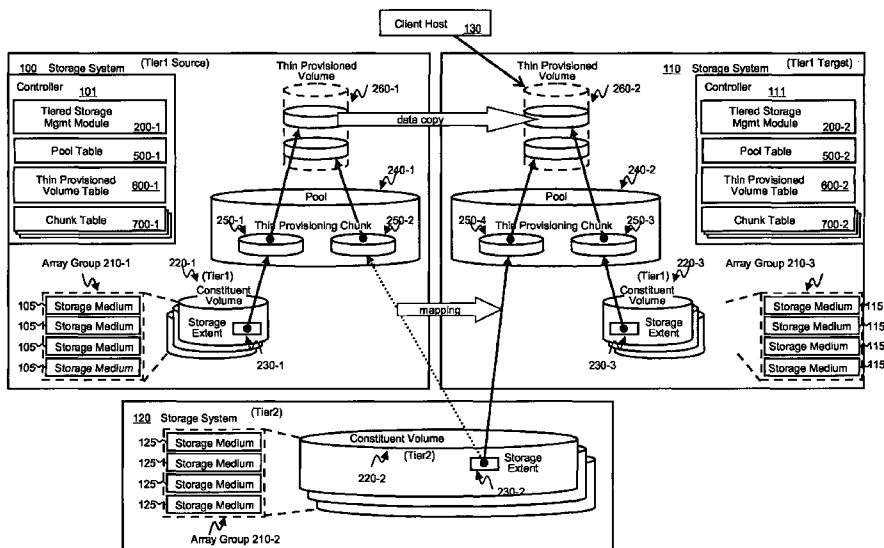 Client Host
130
100 Storage System
(Tier1 Source)
Controller
101
Tiered Storage
Mgmt Module
200-1
Pool Table
500-1
Thin Provisioned
Volume Table
600-1
Chunk Table
700-1
Thin Provisioned
Volume
260-1
data copy
240-1
Pool
250-1
Thin Provisioning Chunk
250-2
Array Group 210-1
220-1
(Tier1)
Constituent
Volume
Storage
Extent
230-1
105
Storage Medium
105
Storage Medium
105
Storage Medium
105
Storage Medium
mapping
110
Storage System
(Tier1 Target)
Controller
111
Tiered Storage
Mgmt Module
200-2
Pool Table
500-2
Thin Provisioned
Volume Table
600-2
Chunk Table
700-2
Thin Provisioned
Volume
260-2
240-2
Pool
250-4
Thin Provisioning Chunk
250-3
220-3
(Tier1)
Constituent
Volume
Storage
Extent
230-3
Array Group 210-3
Storage Medium
115
Storage Medium
115
Storage Medium
115
Storage Medium
115
120 Storage System
(Tier2)
125
Storage Medium
125
Storage Medium
125
Storage Medium
125
Storage Medium
Array Group 210-2
Constituent Volume
(Tier2)
220-2
Storage
Extent
230-2